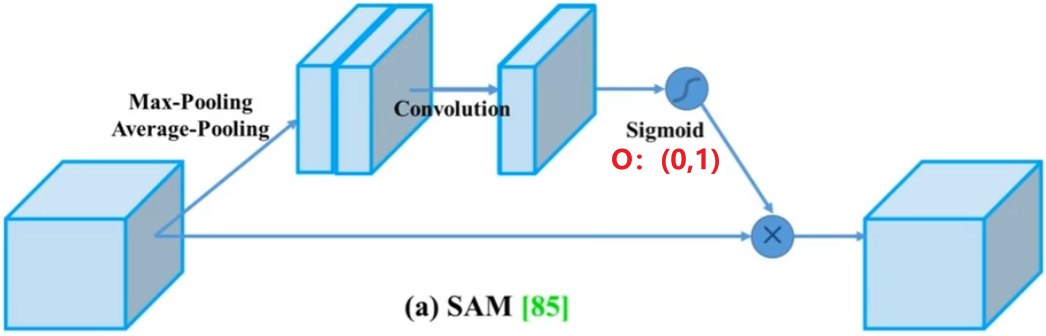 Max-Pooling
Average-Pooling
Convolution
Sigmoid
O：(0,1)
(a) SAM [85]